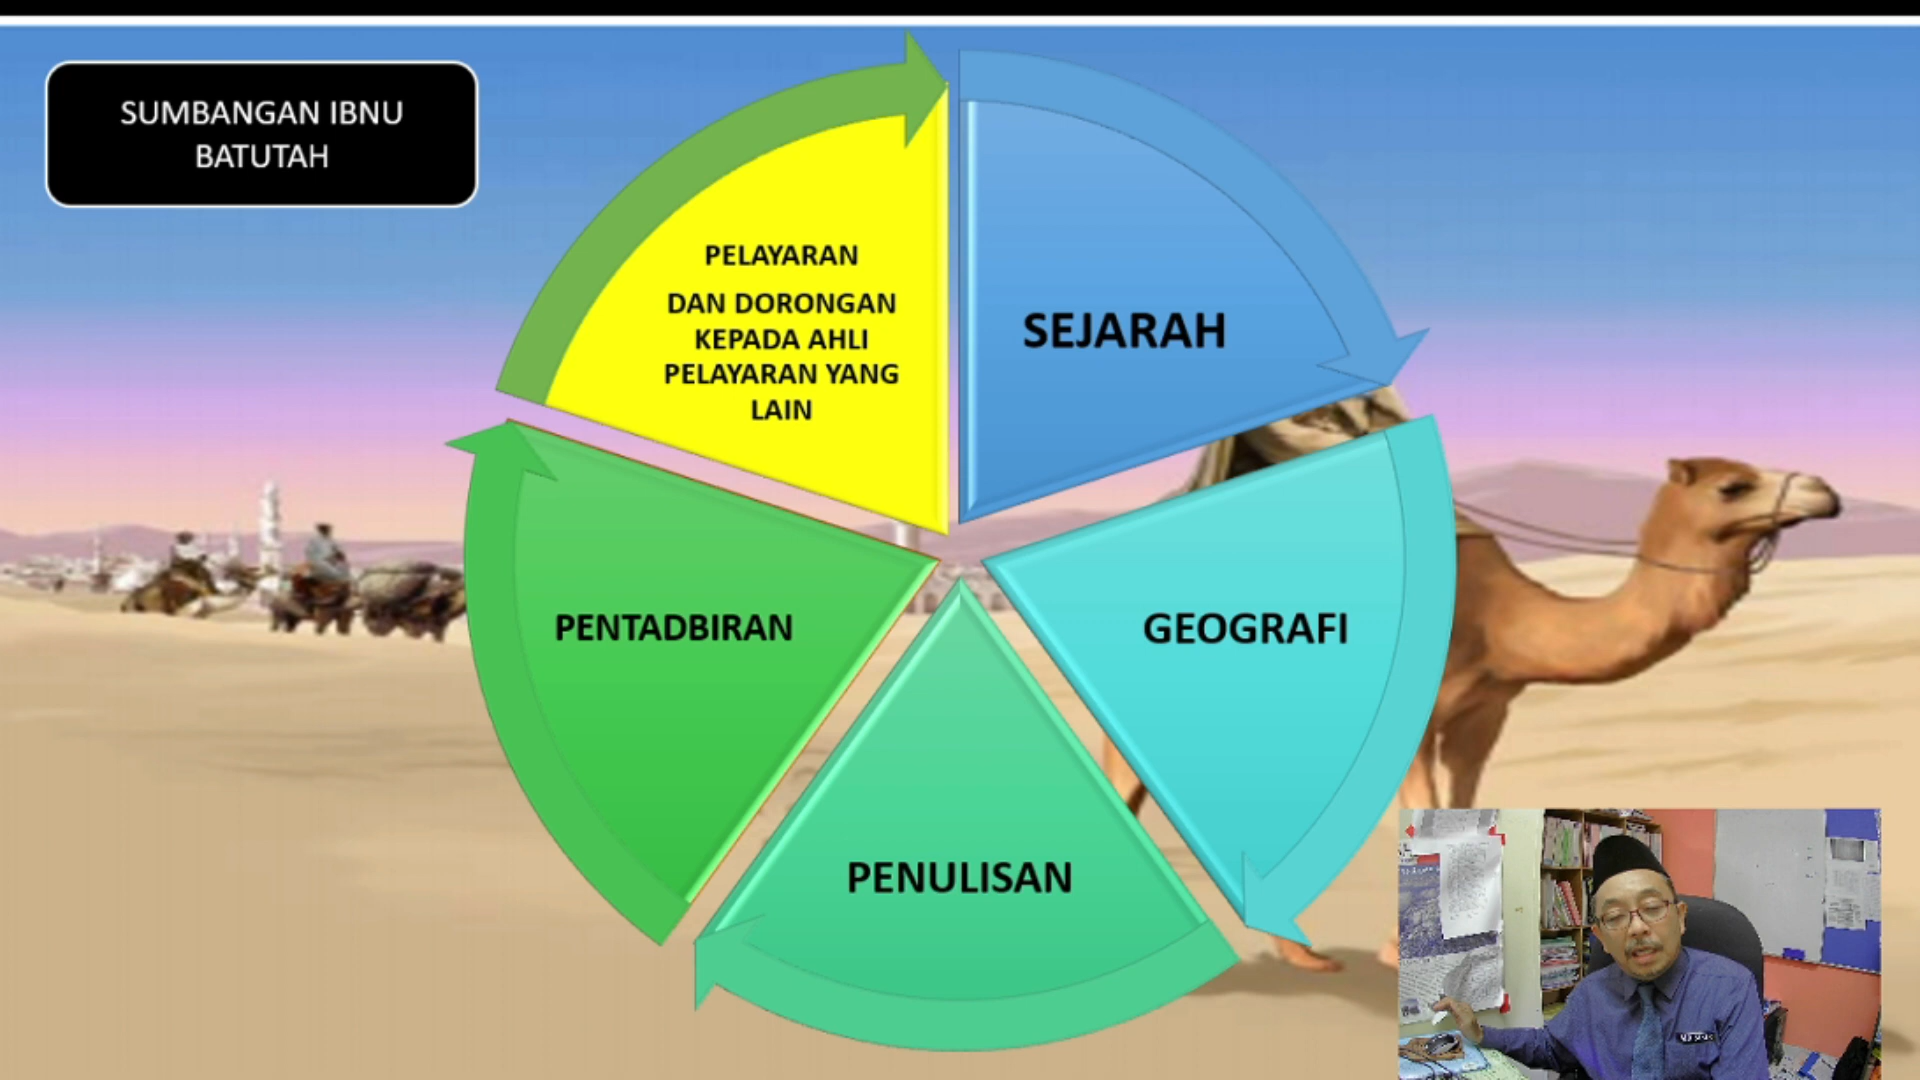 SUMBANGAN IBNU
BATUTAH
PELAYARAN
DAN DORONGAN
KEPADA AHLI
PELAYARAN YANG
LAIN
SEJARAH
GEOGRAFI
PENULISAN
PENTADBIRAN